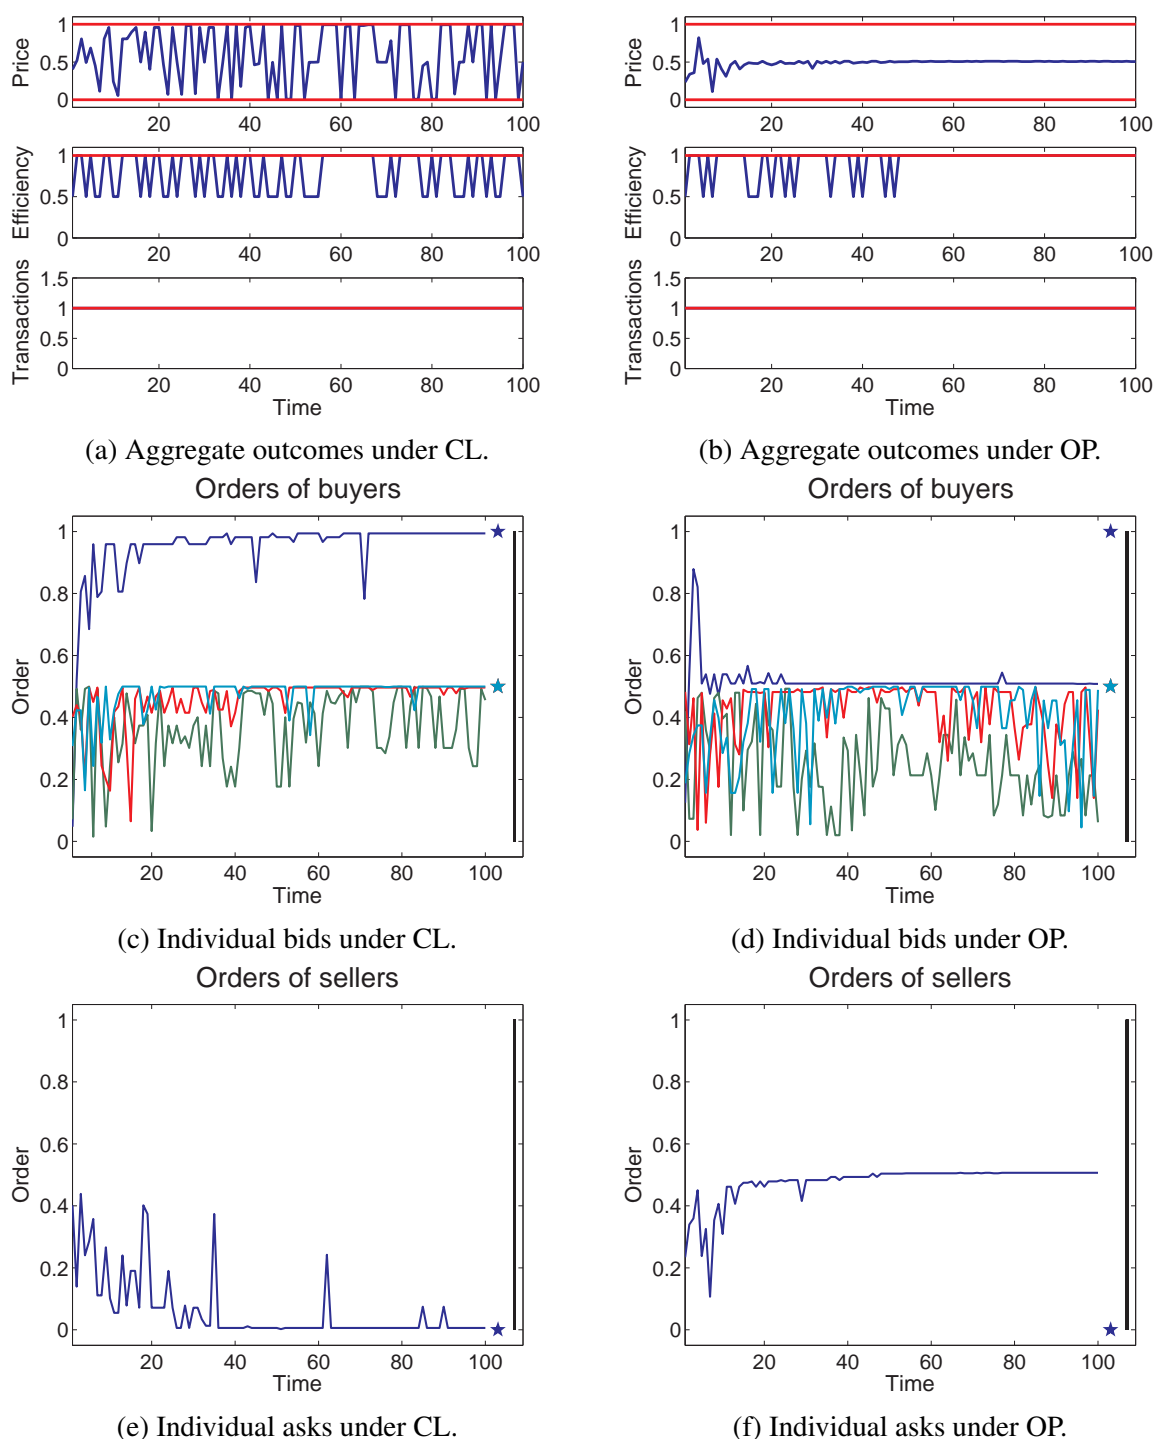 Price
1
0.5
0
20 40 60 80 100
Efficiency
1
0.5
0
20 40 60 80 100
Transactions
1.5
1
0.5
0
20 40 60 80 100
Time
(a) Aggregate outcomes under CL.
Price
1
0.5
0
20 40 60 80 100
Efficiency
1
0.5
0
20 40 60 80 100
Transactions
1.5
1
0.5
0
20 40 60 80 100
Time
(b) Aggregate outcomes under OP.
Orders of buyers
Order
1
0.8
0.6
0.4
0.2
0
20 40 60 80 100
Time
(c) Individual bids under CL.
Orders of buyers
Order
1
0.8
0.6
0.4
0.2
0
20 40 60 80 100
Time
(d) Individual bids under OP.
Orders of sellers
Order
1
0.8
0.6
0.4
0.2
0
20 40 60 80 100
Time
(e) Individual asks under CL.
Orders of sellers
Order
1
0.8
0.6
0.4
0.2
0
20 40 60 80 100
Time
(f) Individual asks under OP.